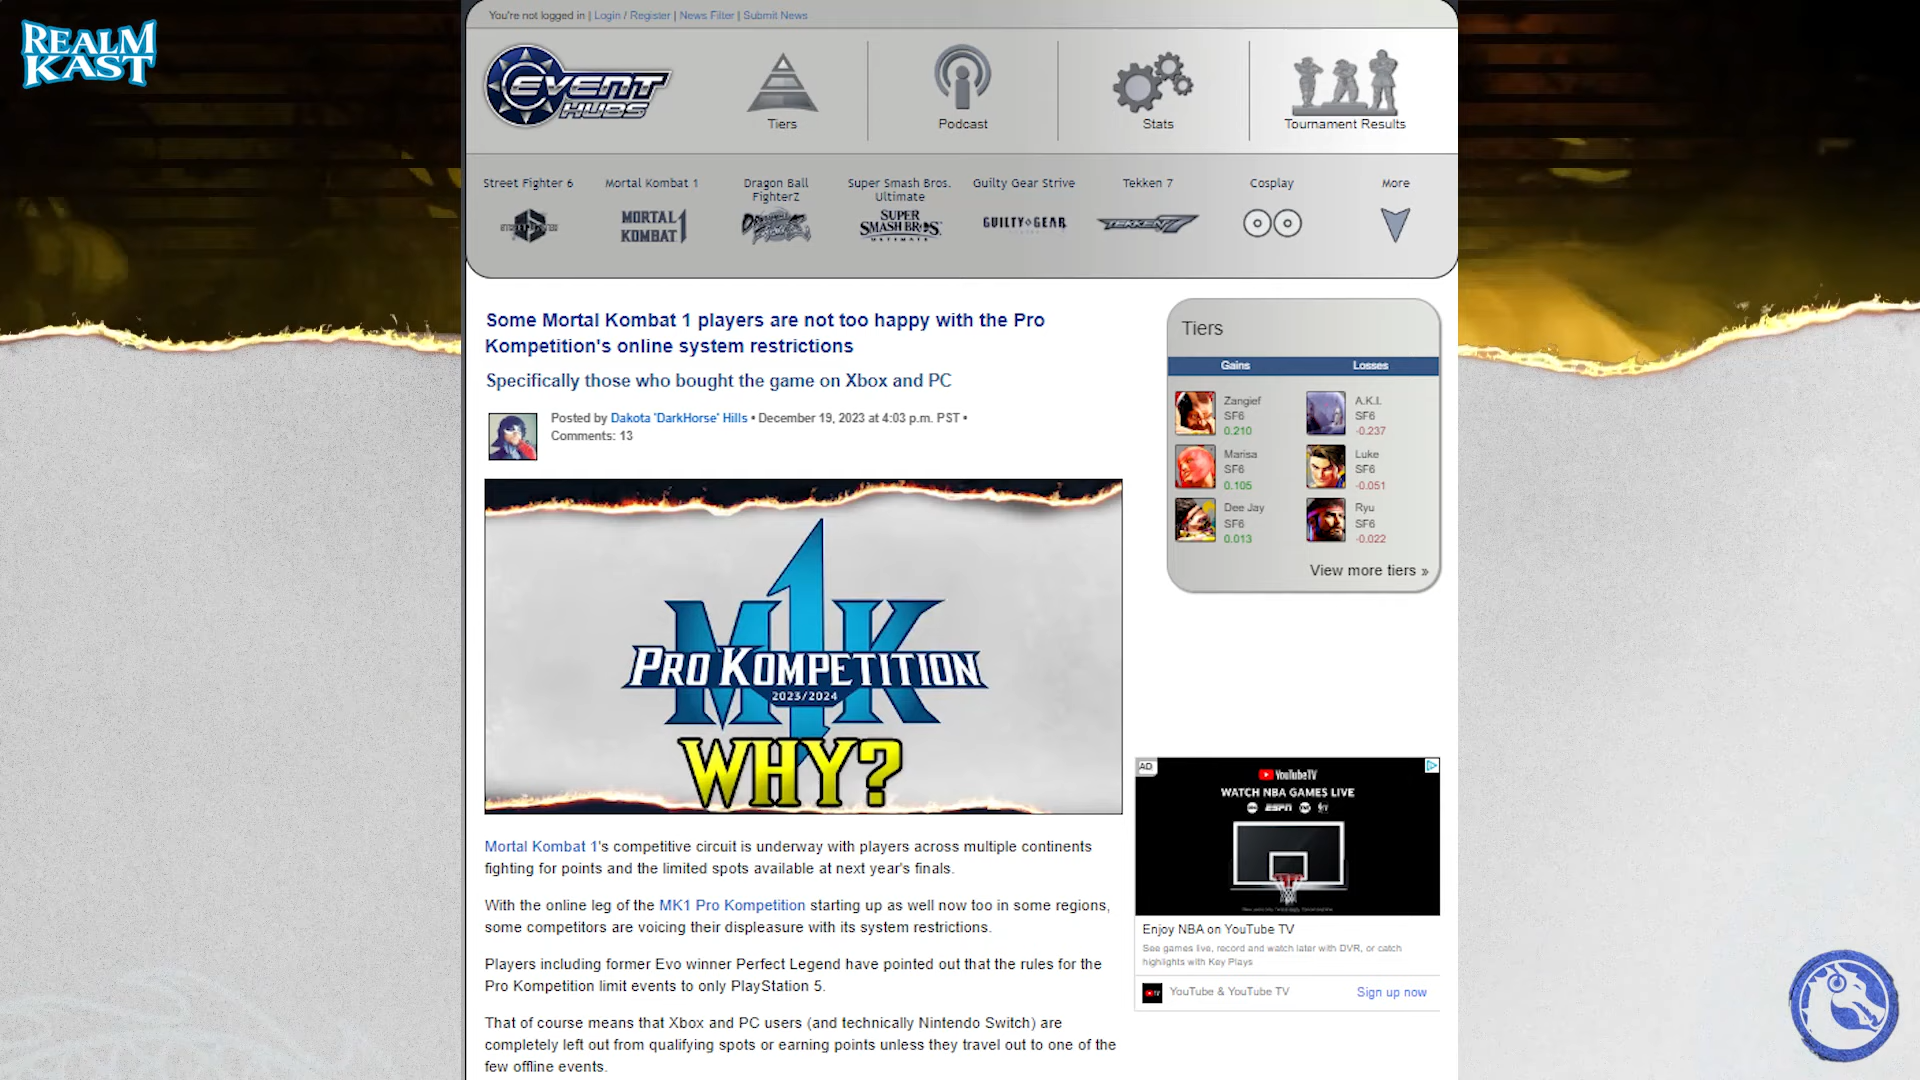 REALM
KAST
You're not logged in | Login / Register | News Filter | Submit News
EVENT
HUBS
Tiers
Podcast
Stats
Tournament Results
Street Fighter 6
Mortal Kombat 1
Dragon Ball
FighterZ
Super Smash Bros.
Ultimate
Guilty Gear Strive
Tekken 7
Cosplay
More
MORTAL
KOMBAT 1
SUPER
SMASH BROS.
ULTIMATE
GUILTY GEAR
TEKKEN 7
Some Mortal Kombat 1 players are not too happy with the Pro
Kompetition's online system restrictions
Specifically those who bought the game on Xbox and PC
Posted by Dakota 'DarkHorse' Hills • December 19, 2023 at 4:03 p.m. PST •
Comments: 13
M1K
PRO KOMPETITION
2023/2024
WHY?
Mortal Kombat 1's competitive circuit is underway with players across multiple continents
fighting for points and the limited spots available at next year's finals.
With the online leg of the MK1 Pro Kompetition starting up as well now too in some regions,
some competitors are voicing their displeasure with its system restrictions.
Players including former Evo winner Perfect Legend have pointed out that the rules for the
Pro Kompetition limit events to only PlayStation 5.
That of course means that Xbox and PC users (and technically Nintendo Switch) are
completely left out from qualifying spots or earning points unless they travel out to one of the
few offline events.
Tiers
Gains
Losses
Zangief
SF6
0.210
A.K.I.
SF6
-0.237
Marisa
SF6
0.105
Luke
SF6
-0.051
Dee Jay
SF6
0.013
Ryu
SF6
-0.022
View more tiers »
AD
YouTubeTV
WATCH NBA GAMES LIVE
abc ESPN TNT
Enjoy NBA on YouTube TV
See games live, record and watch later with DVR, or catch
highlights with Key Plays
YouTube & YouTube TV
Sign up now